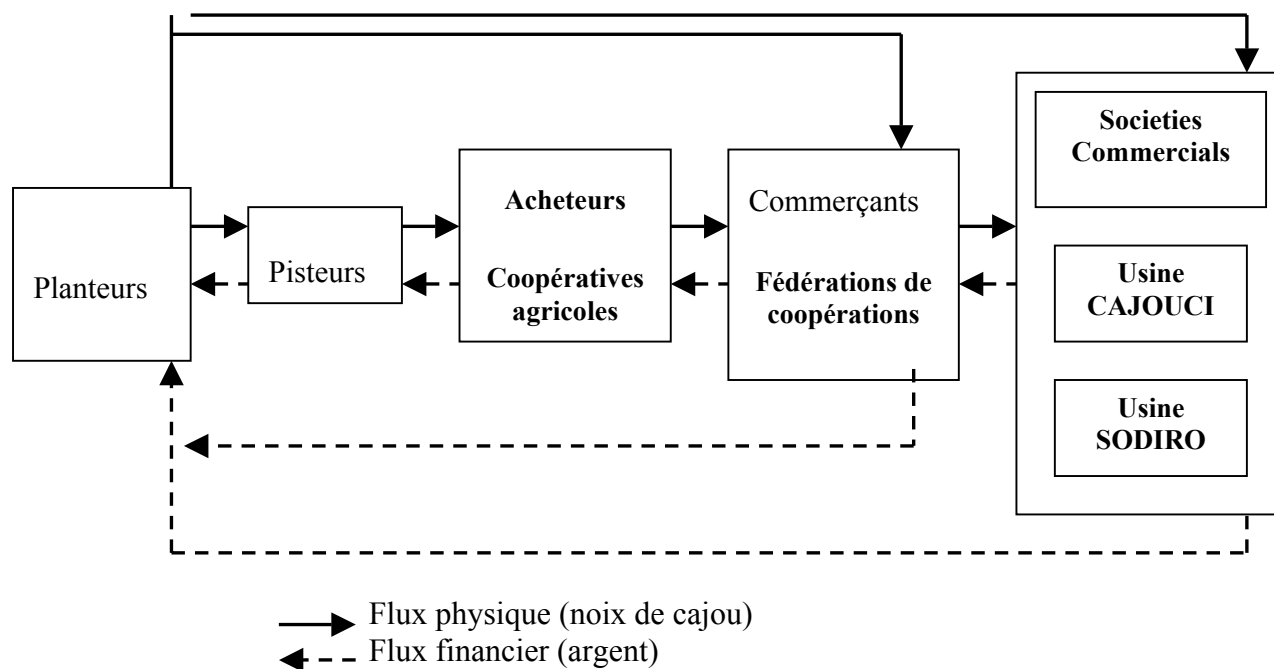 Planteurs
Pisteurs
Acheteurs
Coopératives
agricoles
Commerçants
Fédérations de
coopérations
Societies
Commercials
Usine
CAJOUCI
Usine
SODIRO
Flux physique (noix de cajou)
Flux financier (argent)